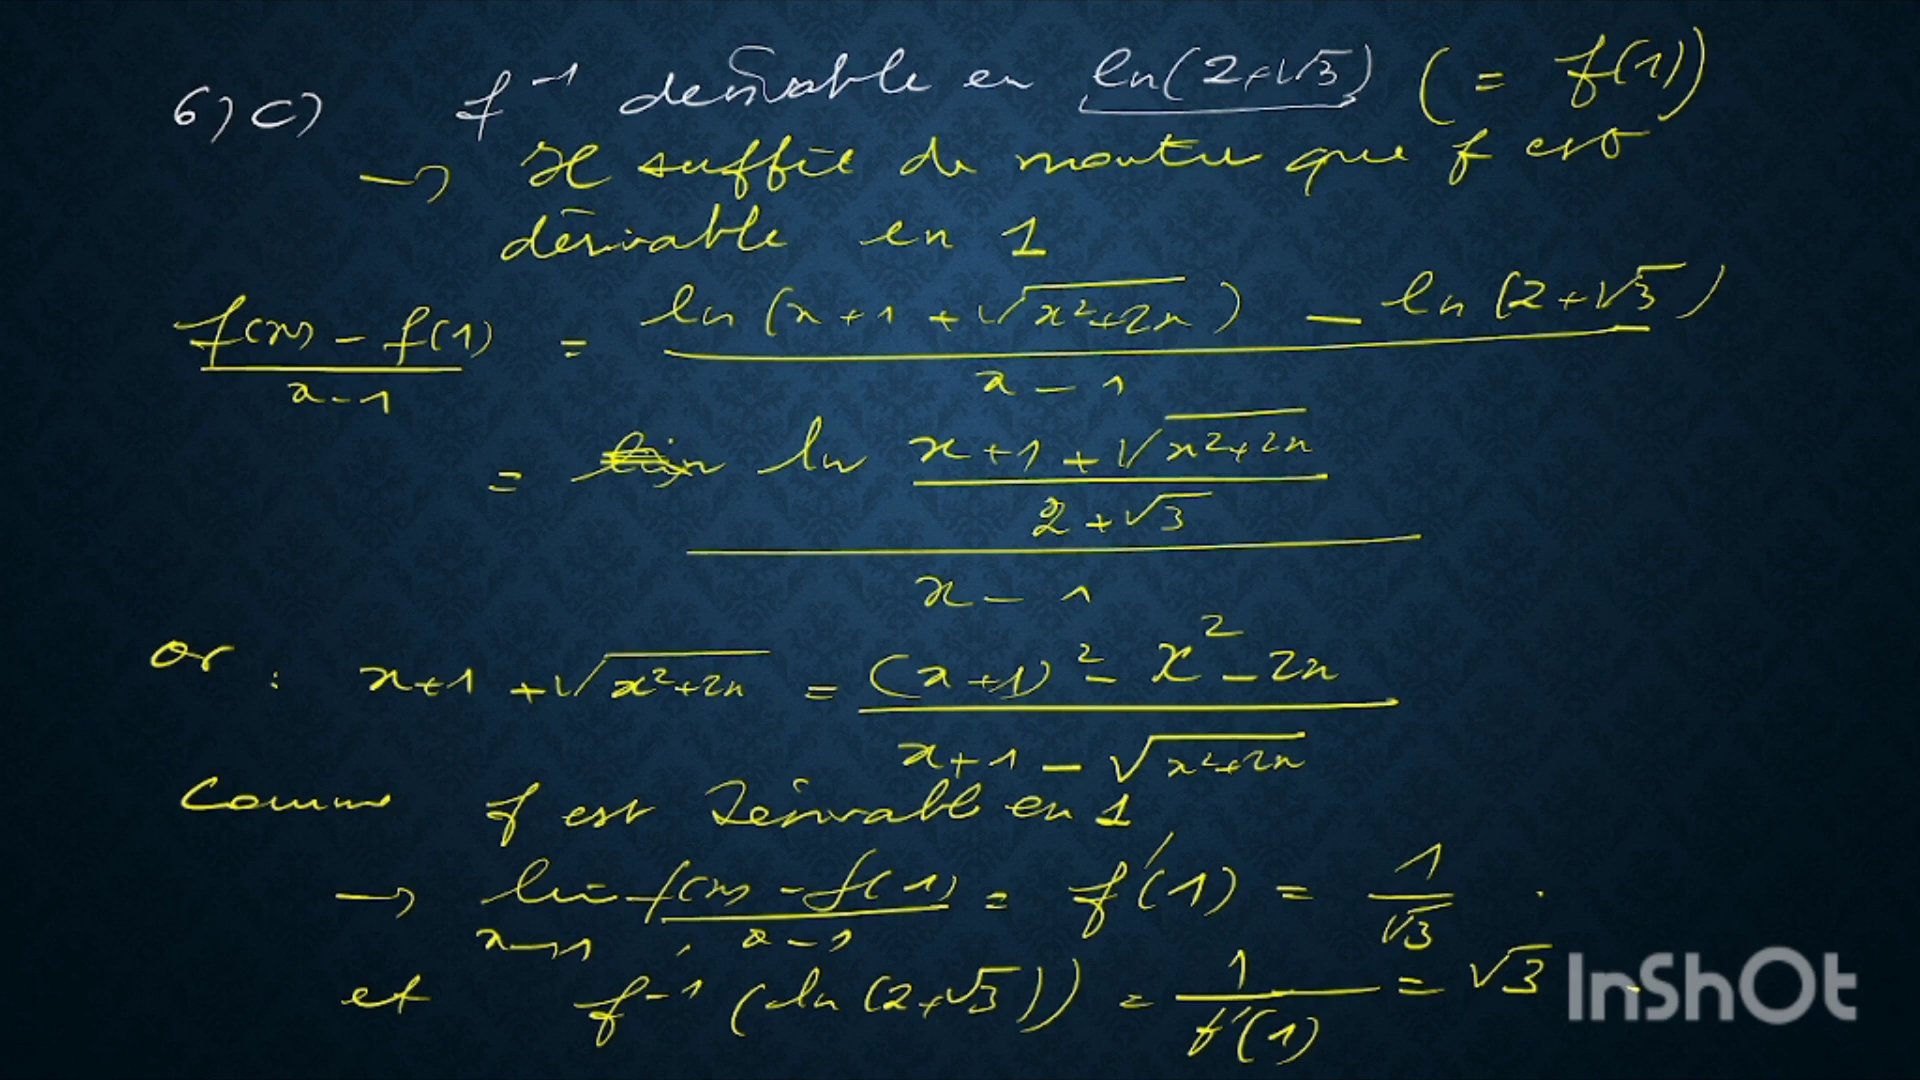 6) c) f⁻¹ dérivable en ln(2+√3) (= f(1))
→ Il suffit de montrer que f est
dérivable en 1
(f(x) - f(1))/(x-1) = (ln(x+1+√(x²+2x)) - ln(2+√3))/(x-1)
= ln((x+1+√(x²+2x))/(2+√3))/(x-1)
or : x+1+√(x²+2x) = ((x+1)² - x² - 2x)/(x+1-√(x²+2x))
Comme f est dérivable en 1
→ lim x→1 (f(x) - f(1))/(x-1) = f'(1) = 1/√3 .
et f⁻¹'(ln(2+√3)) = 1/f'(1) = √3 .
InShOt